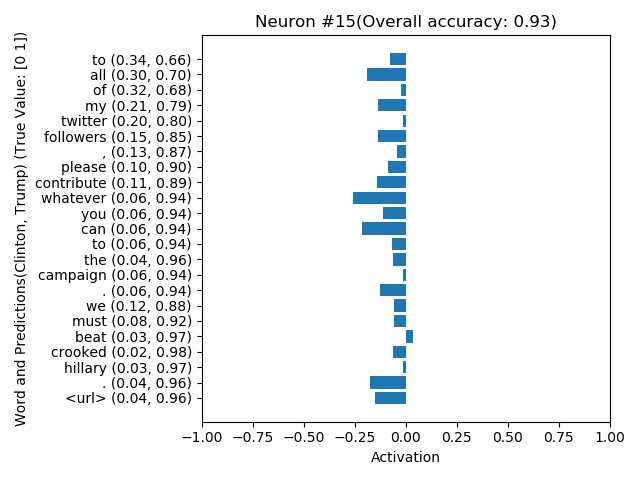 Neuron #15(Overall accuracy: 0.93)
Word and Predictions(Clinton, Trump) (True Value: [0 1])
to (0.34, 0.66)
all (0.30, 0.70)
of (0.32, 0.68)
my (0.21, 0.79)
twitter (0.20, 0.80)
followers (0.15, 0.85)
, (0.13, 0.87)
please (0.10, 0.90)
contribute (0.11, 0.89)
whatever (0.06, 0.94)
you (0.06, 0.94)
can (0.06, 0.94)
to (0.06, 0.94)
the (0.04, 0.96)
campaign (0.06, 0.94)
. (0.06, 0.94)
we (0.12, 0.88)
must (0.08, 0.92)
beat (0.03, 0.97)
crooked (0.02, 0.98)
hillary (0.03, 0.97)
. (0.04, 0.96)
<url> (0.04, 0.96)
−1.00 −0.75 −0.50 −0.25 0.00 0.25 0.50 0.75 1.00
Activation